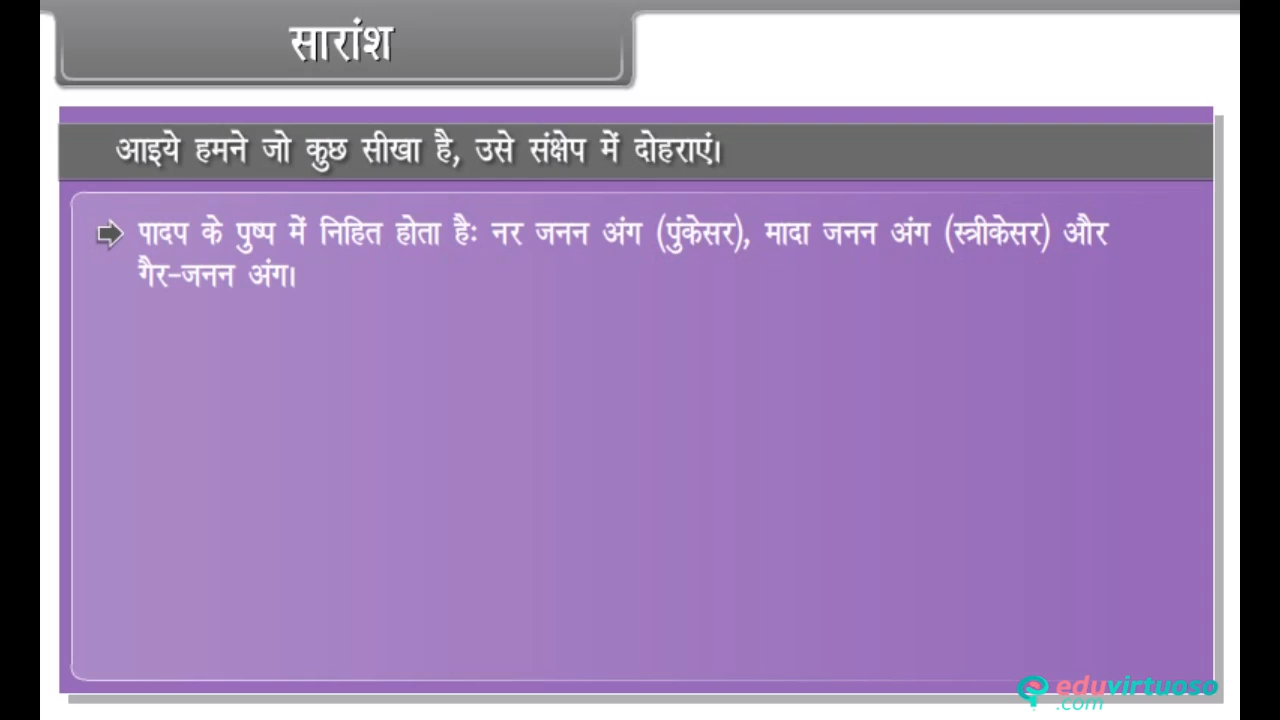 सारांश
आइये हमने जो कुछ सीखा है, उसे संक्षेप में दोहराएं।
पादप के पुष्प में निहित होता हैः नर जनन अंग (पुंकेसर), मादा जनन अंग (स्त्रीकेसर) और
गैर-जनन अंग।
eduvirtuoso
.com